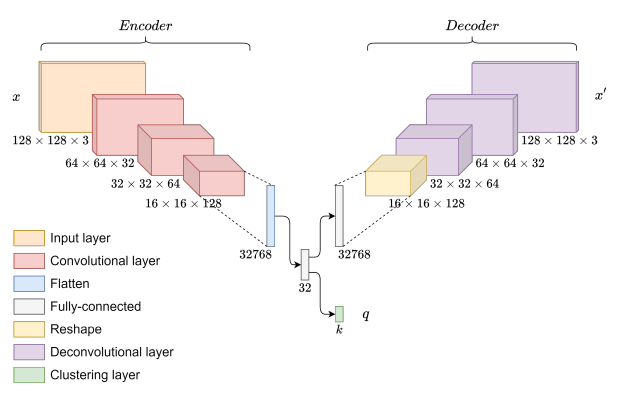 Encoder
Decoder
x
x′
128 × 128 × 3
128 × 128 × 3
64 × 64 × 32
64 × 64 × 32
32 × 32 × 64
32 × 32 × 64
16 × 16 × 128
16 × 16 × 128
32768
32768
32
k
q
Input layer
Convolutional layer
Flatten
Fully-connected
Reshape
Deconvolutional layer
Clustering layer